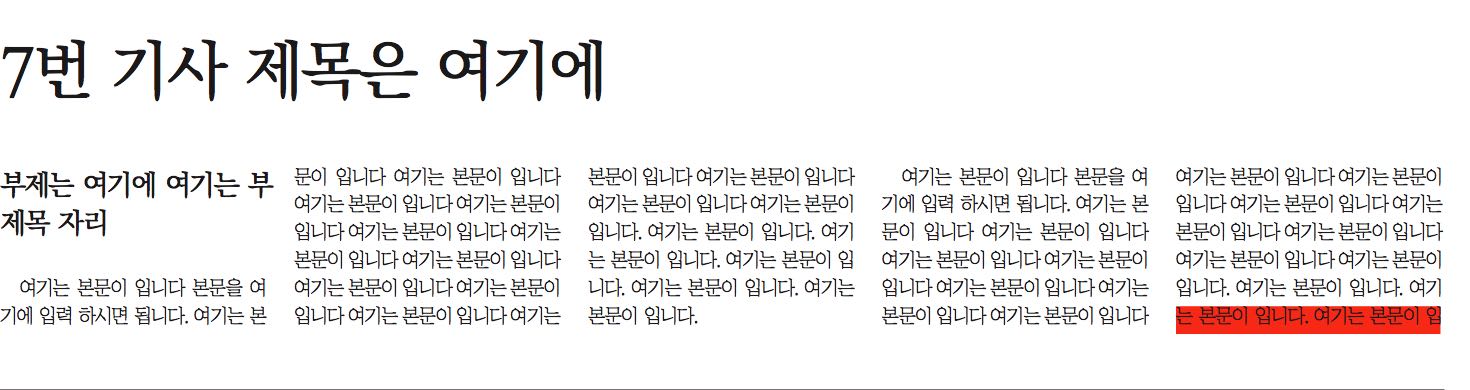 7번 기사 제목은 여기에
부제는 여기에 여기는 부
제목 자리
여기는 본문이 입니다 본문을 여
기에 입력 하시면 됩니다. 여기는 본
문이 입니다 여기는 본문이 입니다
여기는 본문이 입니다 여기는 본문이
입니다 여기는 본문이 입니다 여기는
본문이 입니다 여기는 본문이 입니다
여기는 본문이 입니다 여기는 본문이
입니다 여기는 본문이 입니다 여기는
본문이 입니다 여기는 본문이 입니다
여기는 본문이 입니다 여기는 본문이
입니다. 여기는 본문이 입니다. 여기
는 본문이 입니다. 여기는 본문이 입
니다. 여기는 본문이 입니다. 여기는
본문이 입니다.
여기는 본문이 입니다 본문을 여
기에 입력 하시면 됩니다. 여기는 본
문이 입니다 여기는 본문이 입니다
여기는 본문이 입니다 여기는 본문이
입니다 여기는 본문이 입니다 여기는
본문이 입니다 여기는 본문이 입니다
여기는 본문이 입니다 여기는 본문이
입니다 여기는 본문이 입니다 여기는
본문이 입니다 여기는 본문이 입니다
여기는 본문이 입니다 여기는 본문이
입니다. 여기는 본문이 입니다. 여기
는 본문이 입니다. 여기는 본문이 입